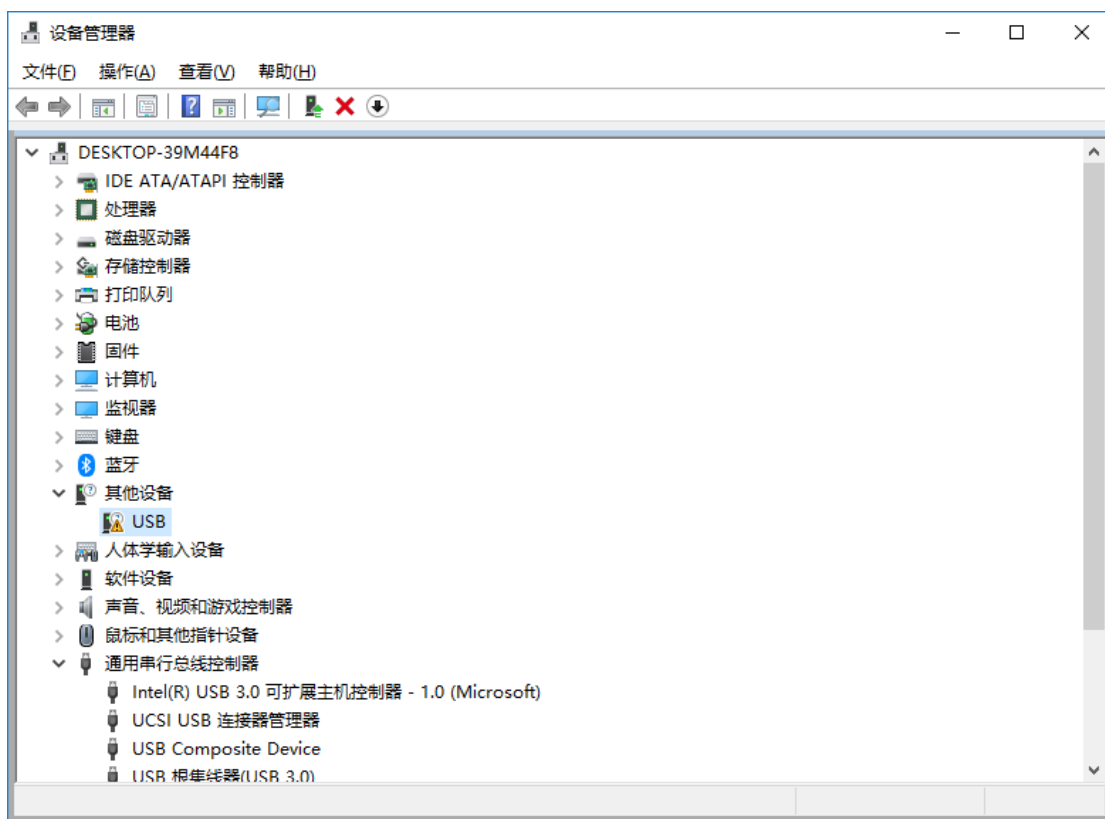 设备管理器
文件(F) 操作(A) 查看(V) 帮助(H)
DESKTOP-39M44F8
IDE ATA/ATAPI 控制器
处理器
磁盘驱动器
存储控制器
打印队列
电池
固件
计算机
监视器
键盘
蓝牙
其他设备
USB
人体学输入设备
软件设备
声音、视频和游戏控制器
鼠标和其他指针设备
通用串行总线控制器
Intel(R) USB 3.0 可扩展主机控制器 - 1.0 (Microsoft)
UCSI USB 连接器管理器
USB Composite Device
USB 根集线器(USB 3.0)